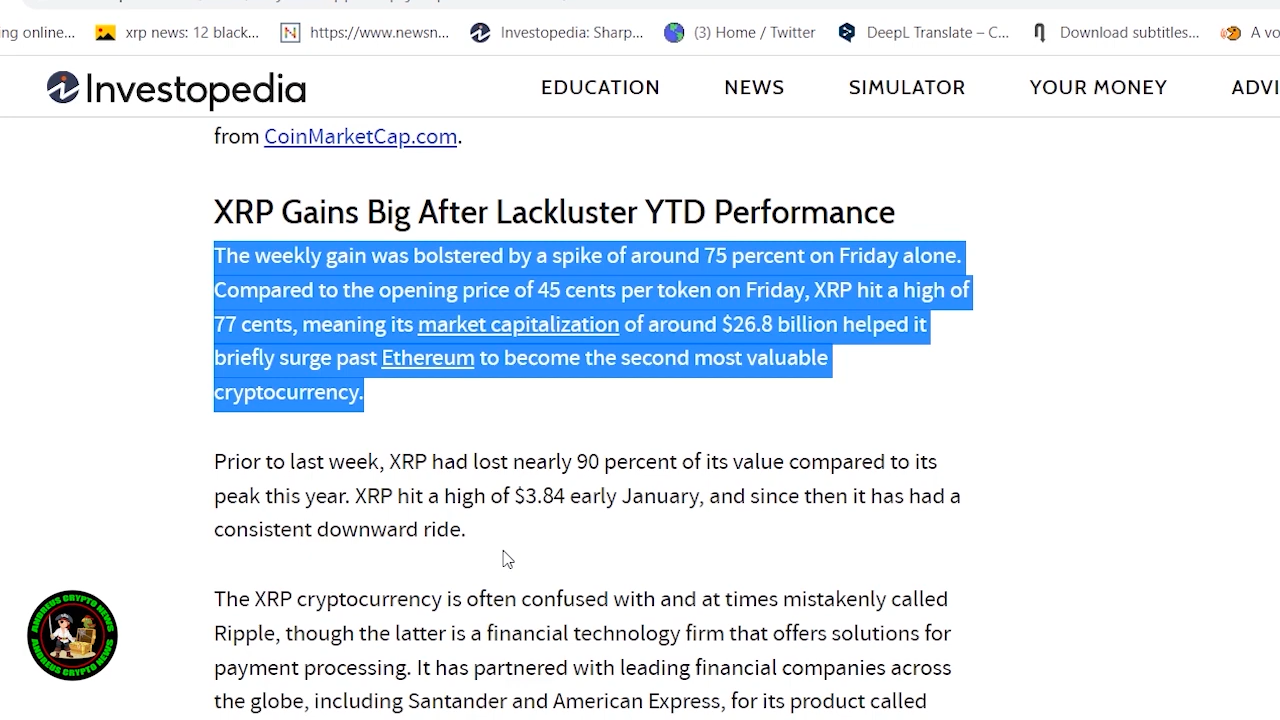 ng online...
xrp news: 12 black...
https://www.newsn...
Investopedia: Sharp...
(3) Home / Twitter
DeepL Translate – C...
Download subtitles...
A vo
Investopedia
EDUCATION
NEWS
SIMULATOR
YOUR MONEY
ADVI
from CoinMarketCap.com.
XRP Gains Big After Lackluster YTD Performance
The weekly gain was bolstered by a spike of around 75 percent on Friday alone.
Compared to the opening price of 45 cents per token on Friday, XRP hit a high of
77 cents, meaning its market capitalization of around $26.8 billion helped it
briefly surge past Ethereum to become the second most valuable
cryptocurrency.
Prior to last week, XRP had lost nearly 90 percent of its value compared to its
peak this year. XRP hit a high of $3.84 early January, and since then it has had a
consistent downward ride.
The XRP cryptocurrency is often confused with and at times mistakenly called
Ripple, though the latter is a financial technology firm that offers solutions for
payment processing. It has partnered with leading financial companies across
the globe, including Santander and American Express, for its product called
ANDREUS CRYPTO NEWS
ANDREUS CRYPTO NEWS